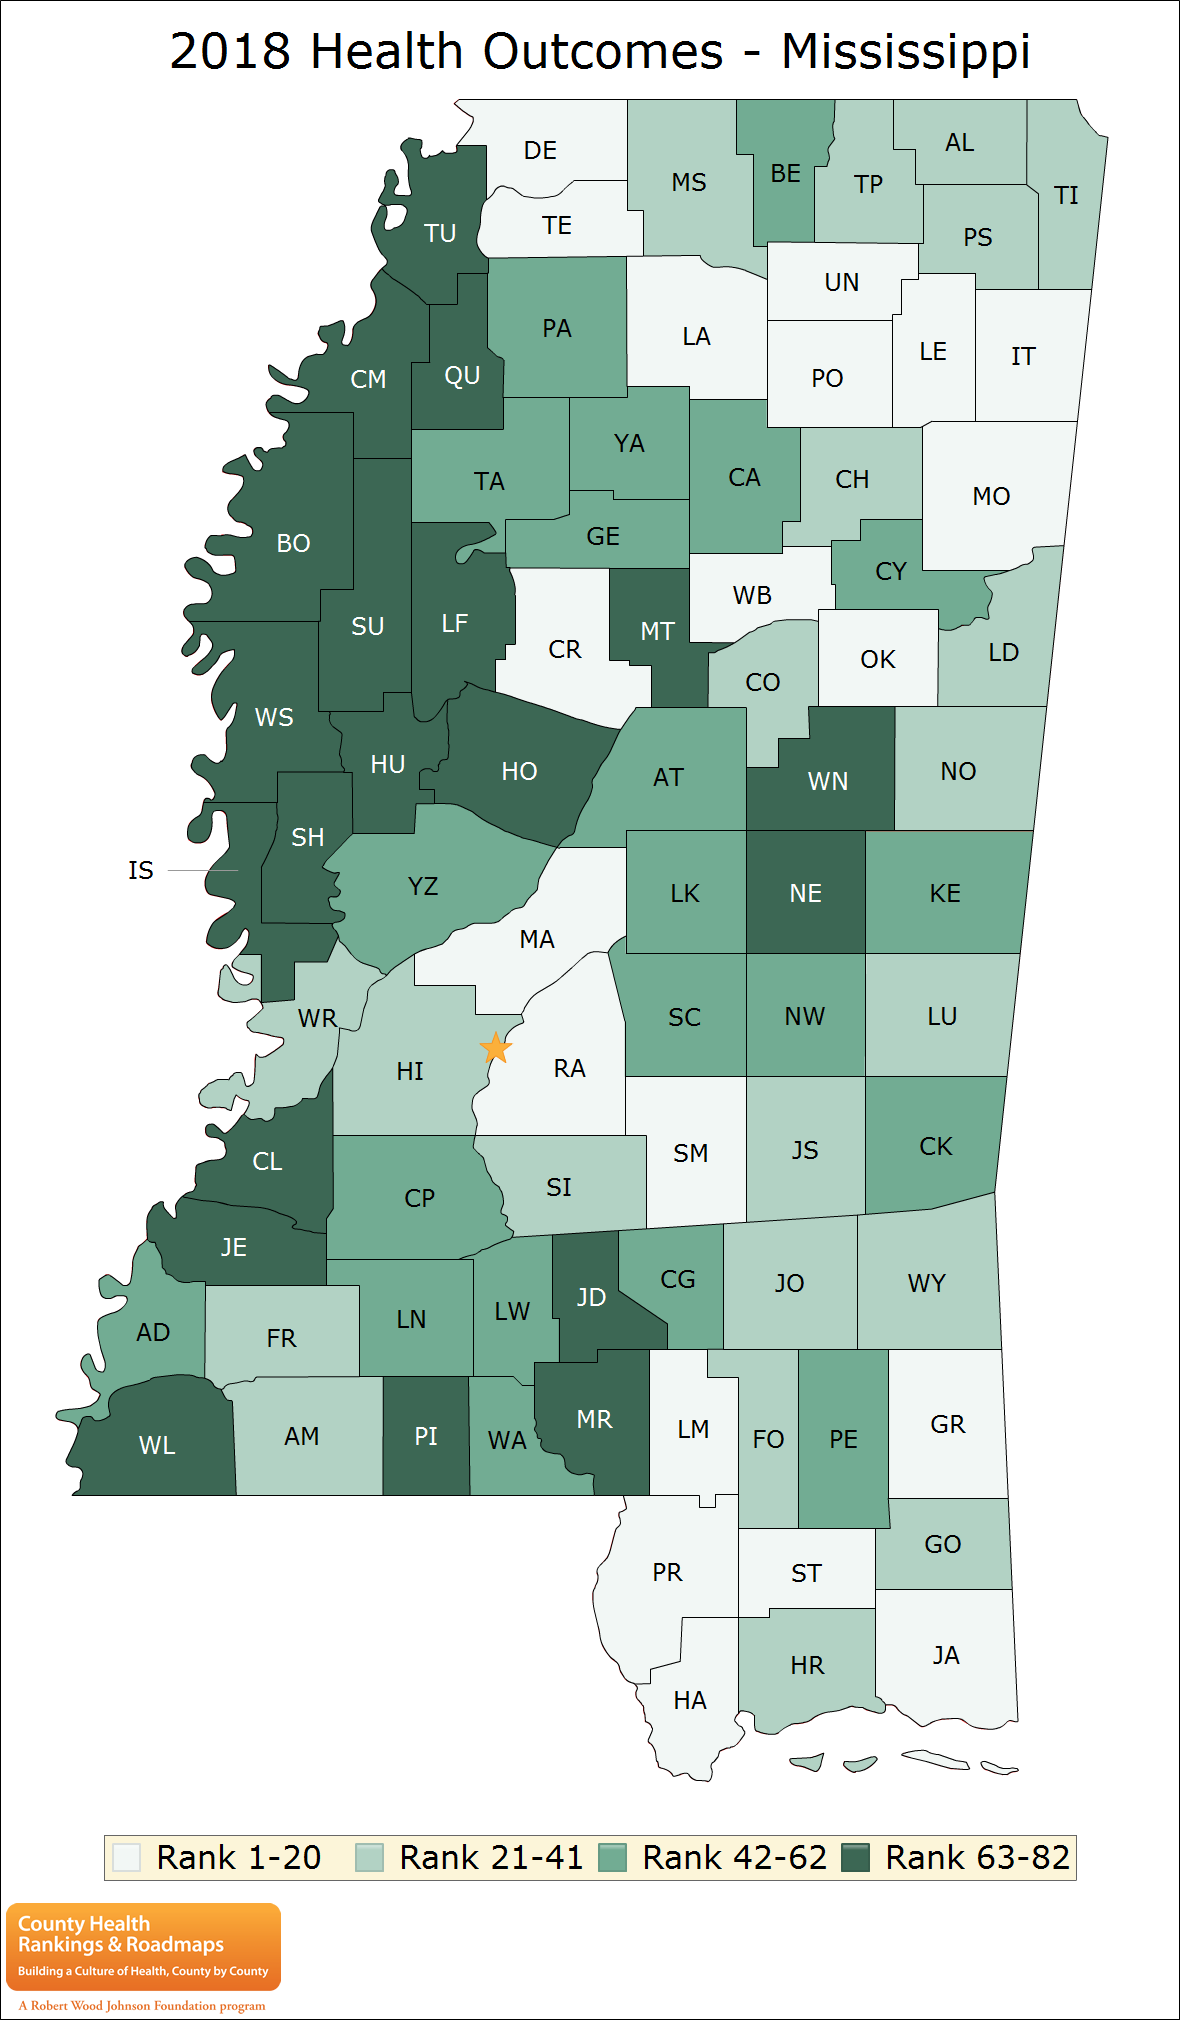 2018 Health Outcomes - Mississippi
DE
MS
BE
TP
AL
TI
TU
TE
PS
UN
PA
LA
LE
IT
CM
QU
PO
YA
TA
CA
CH
MO
BO
GE
CY
WB
SU
LF
MT
CR
OK
LD
CO
WS
HU
HO
AT
WN
NO
SH
IS
YZ
LK
NE
KE
MA
WR
SC
NW
LU
HI
RA
SM
JS
CK
CL
CP
SI
JE
JD
CG
JO
WY
AD
FR
LN
LW
WL
AM
PI
WA
MR
LM
FO
PE
GR
PR
ST
GO
HR
JA
HA
Rank 1-20 Rank 21-41 Rank 42-62 Rank 63-82
County Health
Rankings & Roadmaps
Building a Culture of Health, County by County
A Robert Wood Johnson Foundation program